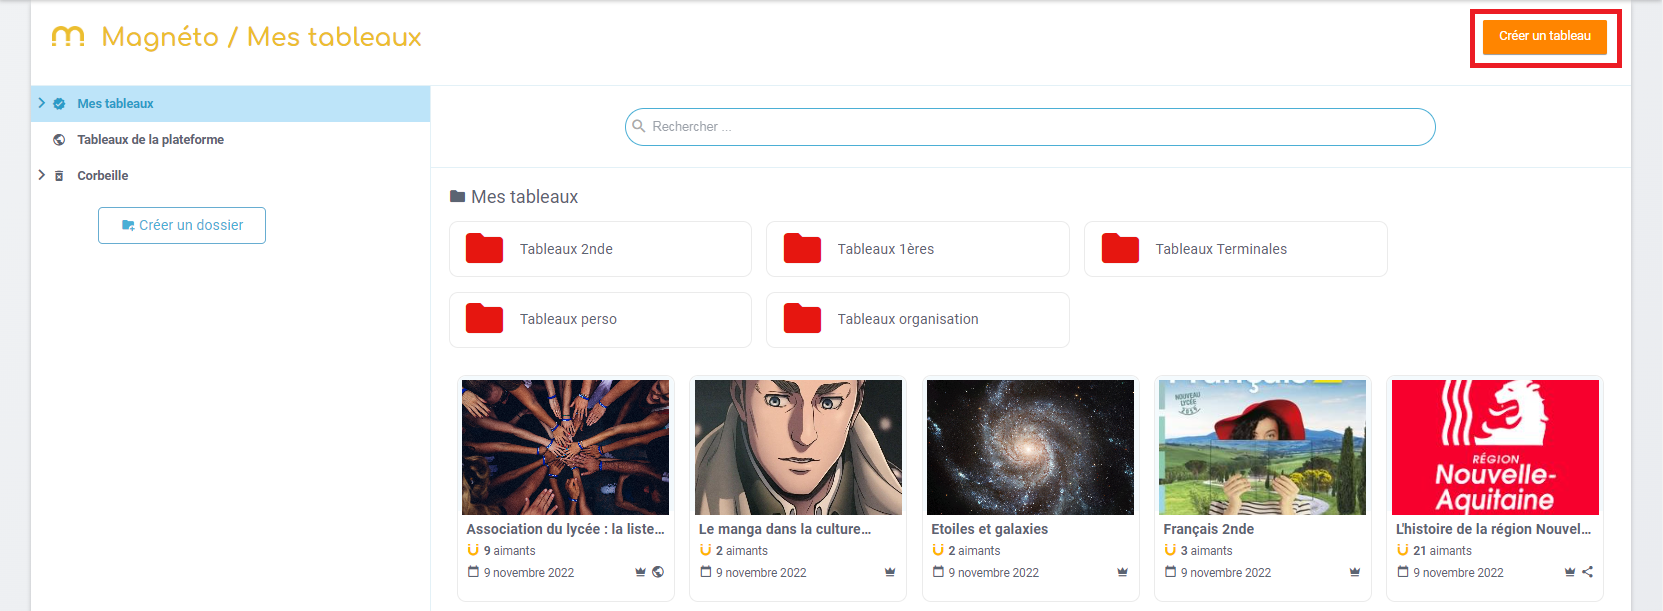 Magnéto / Mes tableaux
Créer un tableau
Mes tableaux
Tableaux de la plateforme
Corbeille
Créer un dossier
Rechercher ...
Mes tableaux
Tableaux 2nde
Tableaux 1ères
Tableaux Terminales
Tableaux perso
Tableaux organisation
NOUVEAU
LYCÉE
2019
Français
RÉGION
Nouvelle-
Aquitaine
Association du lycée : la liste...
9 aimants
9 novembre 2022
Le manga dans la culture...
2 aimants
9 novembre 2022
Etoiles et galaxies
2 aimants
9 novembre 2022
Français 2nde
3 aimants
9 novembre 2022
L'histoire de la région Nouvel...
21 aimants
9 novembre 2022